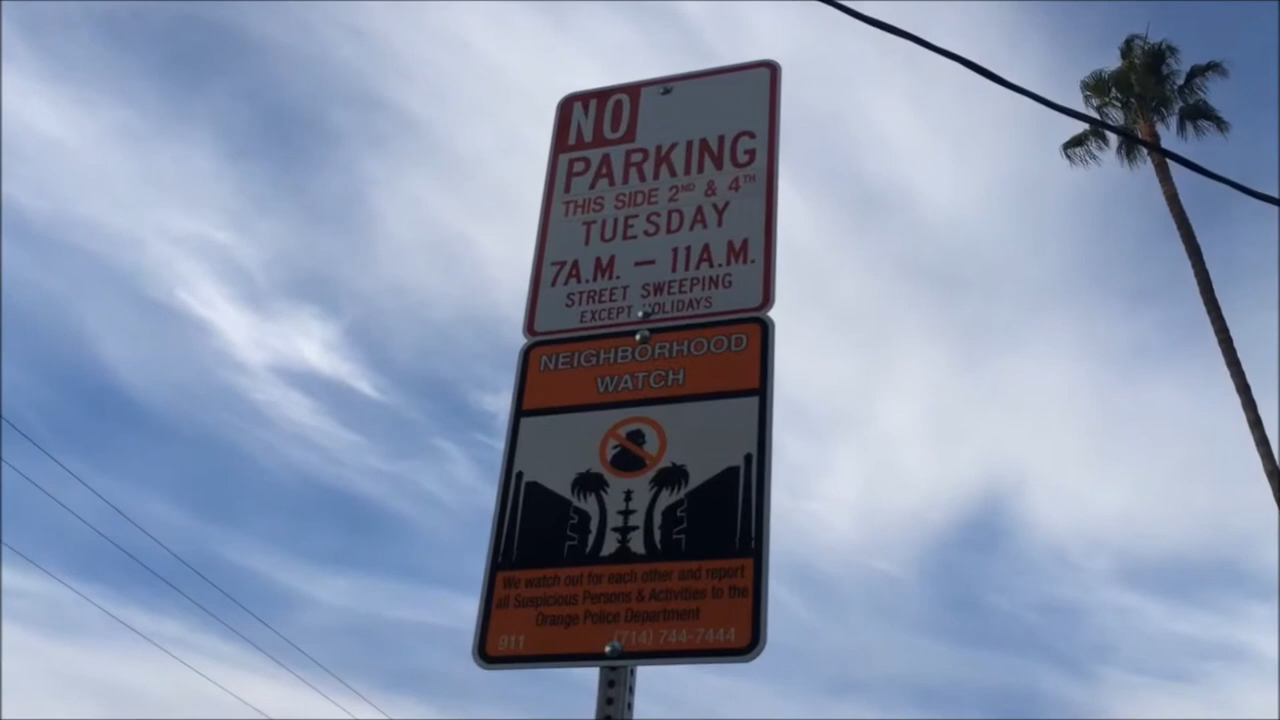 NO
PARKING
THIS SIDE 2ND & 4TH
TUESDAY
7A.M. – 11A.M.
STREET SWEEPING
EXCEPT HOLIDAYS
NEIGHBORHOOD
WATCH
We watch out for each other and report
all Suspicious Persons & Activities to the
Orange Police Department
911 (714) 744-7444